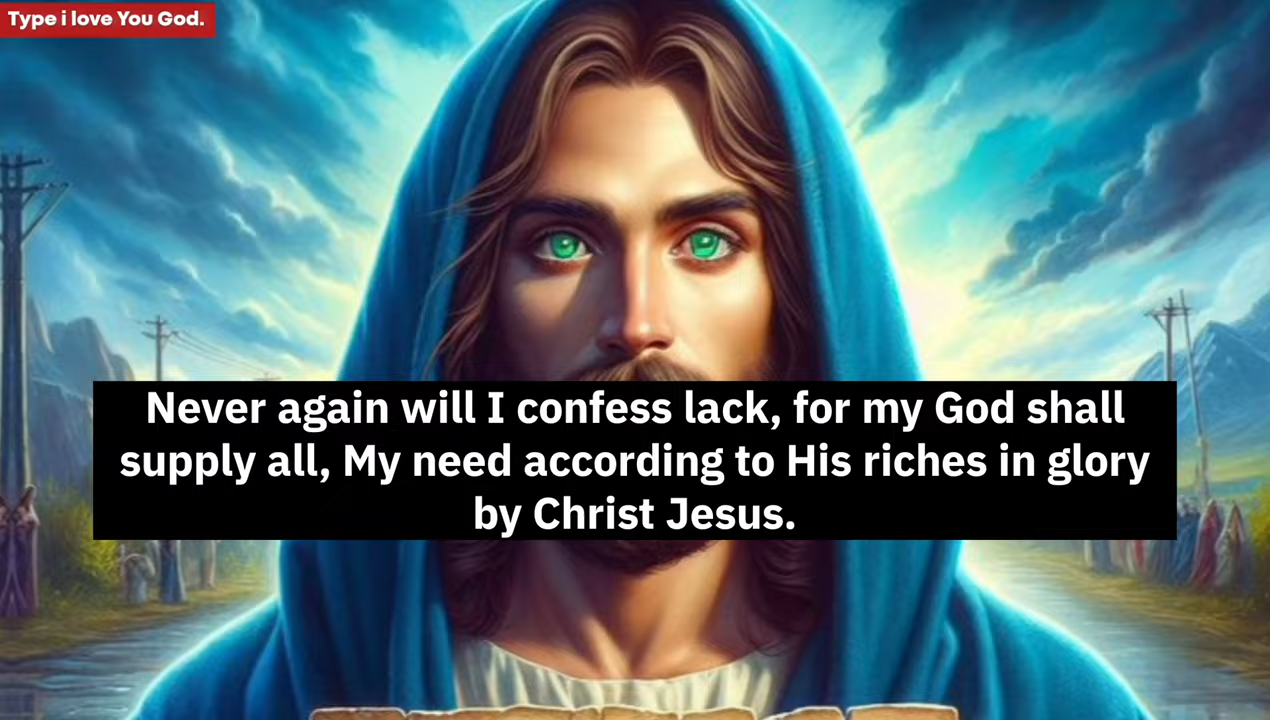 Type i love You God.
Never again will I confess lack, for my God shall
supply all, My need according to His riches in glory
by Christ Jesus.